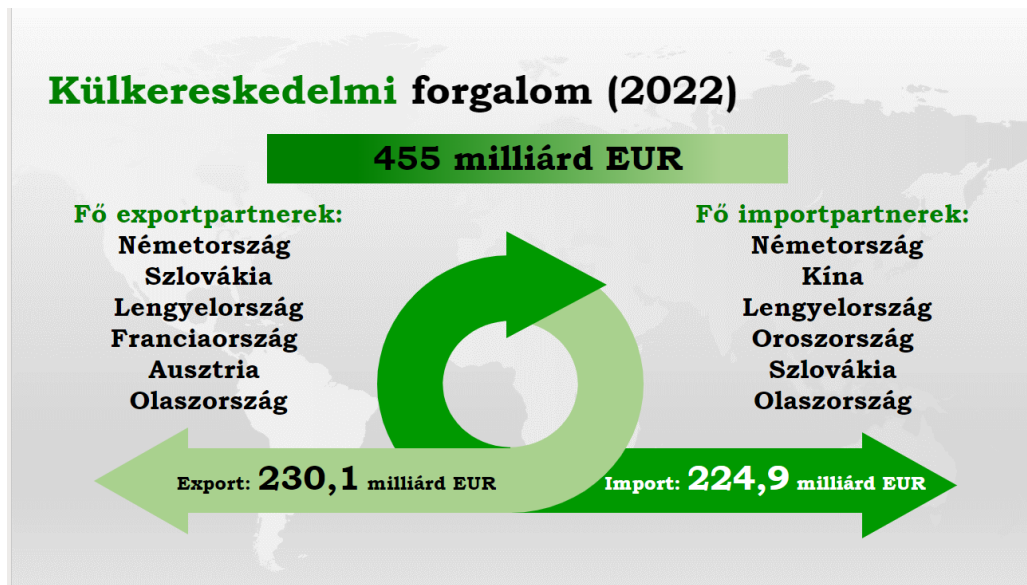 Külkereskedelmi forgalom (2022)
455 milliárd EUR
Fő exportpartnerek:
Németország
Szlovákia
Lengyelország
Franciaország
Ausztria
Olaszország
Fő importpartnerek:
Németország
Kína
Lengyelország
Oroszország
Szlovákia
Olaszország
Export: 230,1 milliárd EUR
Import: 224,9 milliárd EUR